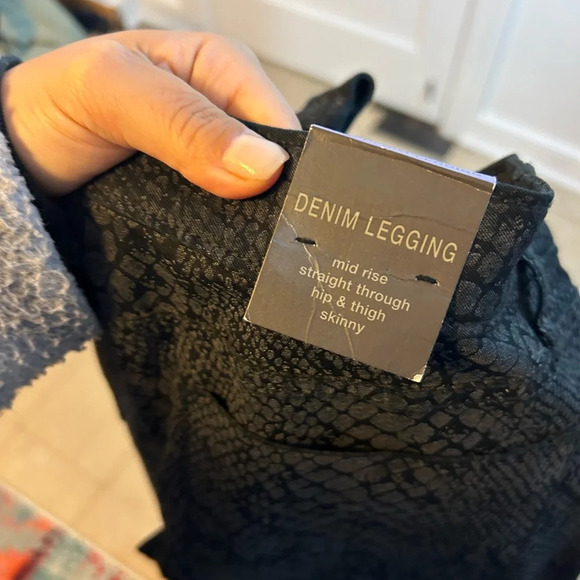 DENIM LEGGING
mid rise
straight through
hip & thigh
skinny